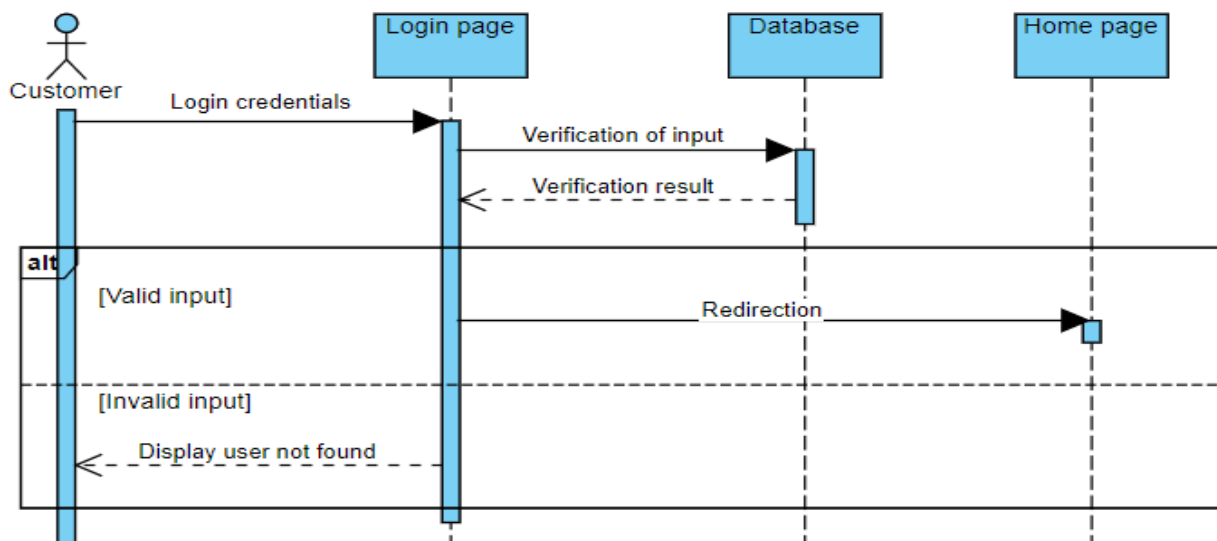 Login page
Database
Home page
Customer
Login credentials
Verification of input
Verification result
alt
[Valid input]
Redirection
[Invalid input]
Display user not found